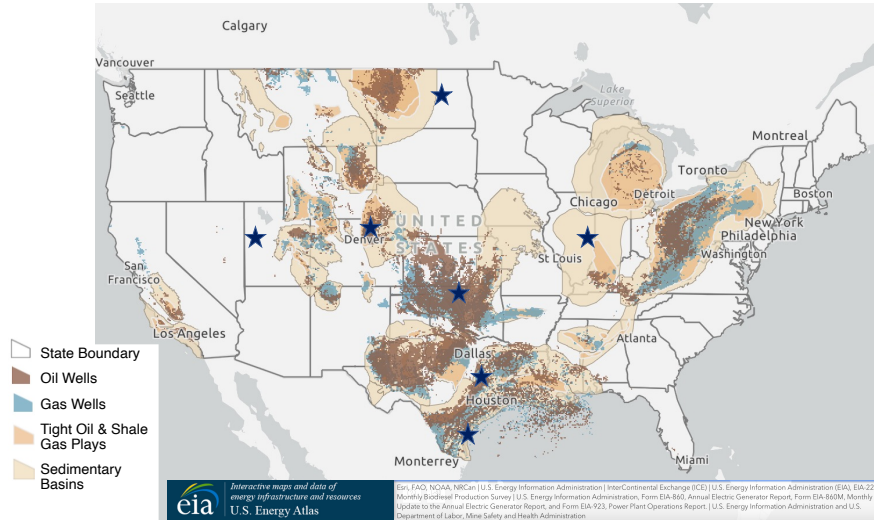 Calgary
Vancouver
Seattle
Lake
Superior
Montreal
Toronto
Detroit
Boston
Chicago
New York
Philadelphia
Washington
UNITED
STATES
Denver
St Louis
San
Francisco
Los Angeles
Atlanta
Dallas
Houston
Monterrey
Miami
State Boundary
Oil Wells
Gas Wells
Tight Oil & Shale
Gas Plays
Sedimentary
Basins
eia
Interactive maps and data of
energy infrastructure and resources
U.S. Energy Atlas
Esri, FAO, NOAA, NRCan | U.S. Energy Information Administration | InterContinental Exchange (ICE) | U.S. Energy Information Administration (EIA), EIA-22
Monthly Biodiesel Production Survey | U.S. Energy Information Administration, Form EIA-860, Annual Electric Generator Report, Form EIA-860M, Monthly
Update to the Annual Electric Generator Report, and Form EIA-923, Power Plant Operations Report. | U.S. Energy Information Administration and U.S.
Department of Labor, Mine Safety and Health Administration